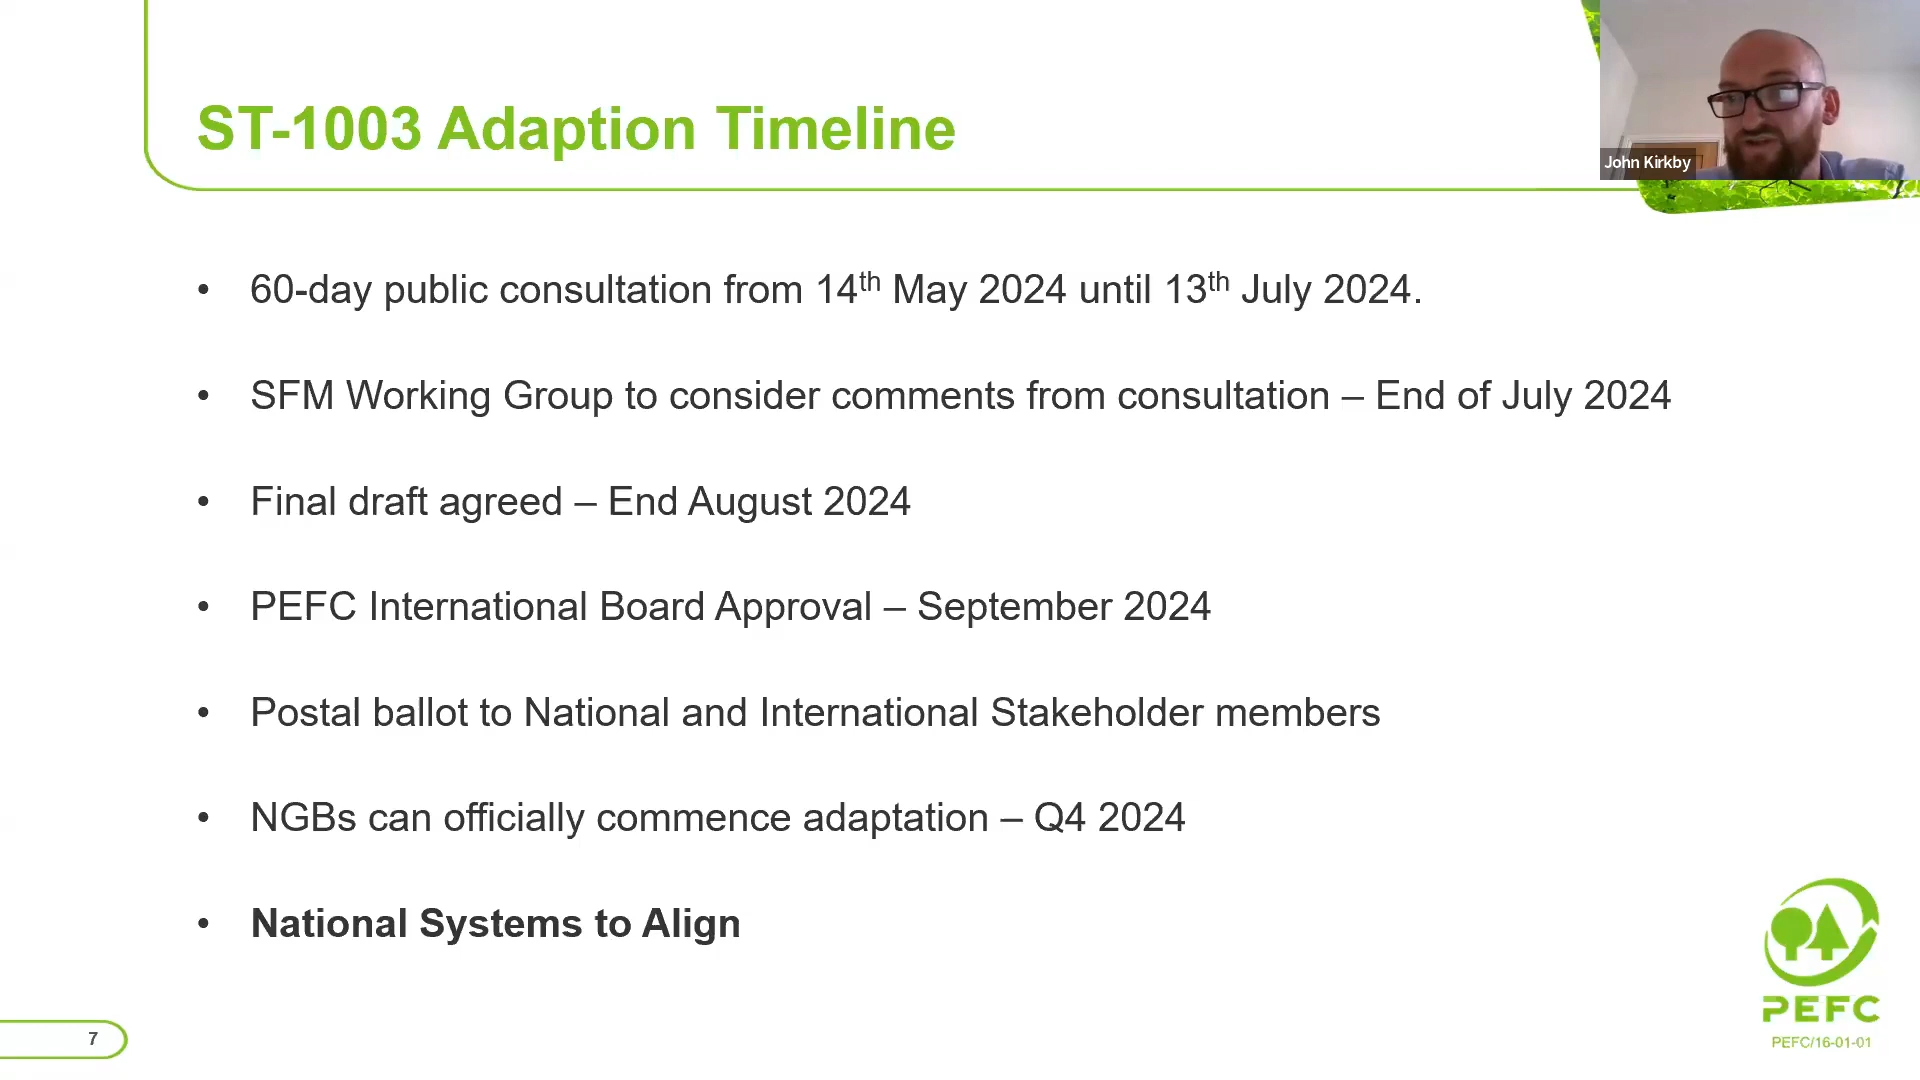 ST-1003 Adaption Timeline
John Kirkby
• 60-day public consultation from 14th May 2024 until 13th July 2024.
• SFM Working Group to consider comments from consultation – End of July 2024
• Final draft agreed – End August 2024
• PEFC International Board Approval – September 2024
• Postal ballot to National and International Stakeholder members
• NGBs can officially commence adaptation – Q4 2024
• National Systems to Align
PEFC
PEFC/16-01-01
7